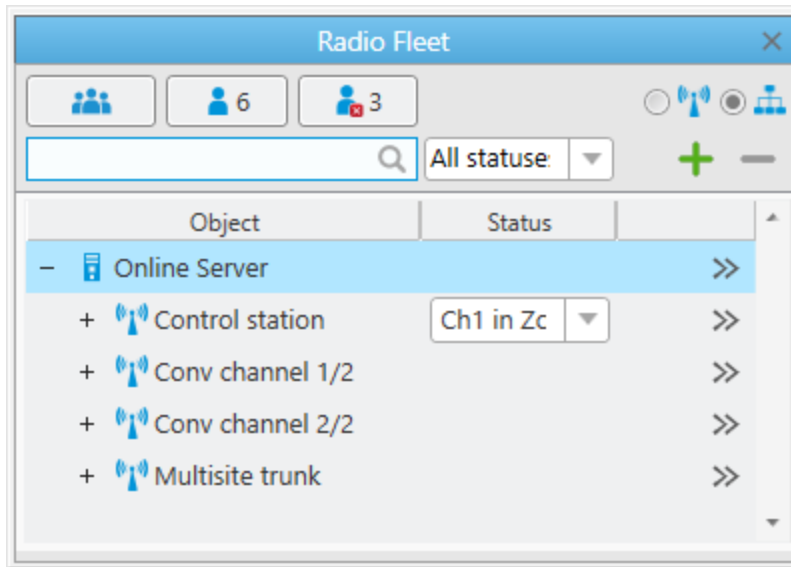 Radio Fleet
6
3
All statuse
Object
Status
Online Server
Control station
Ch1 in Zo
Conv channel 1/2
Conv channel 2/2
Multisite trunk